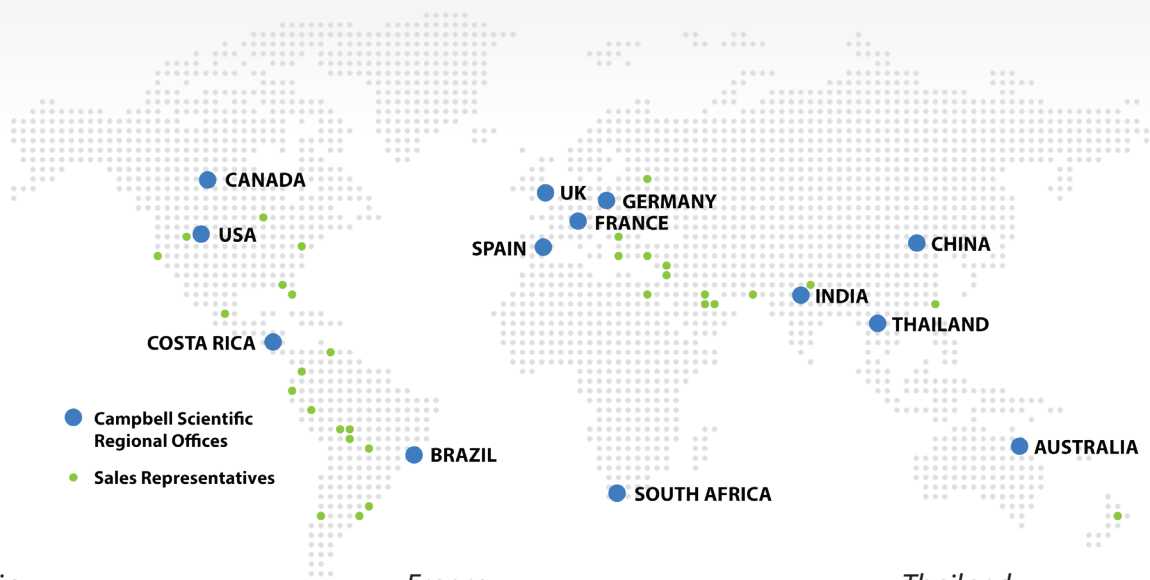 CANADA
UK
GERMANY
FRANCE
USA
SPAIN
CHINA
INDIA
THAILAND
COSTA RICA
Campbell Scientific
Regional Offices
Sales Representatives
BRAZIL
AUSTRALIA
SOUTH AFRICA